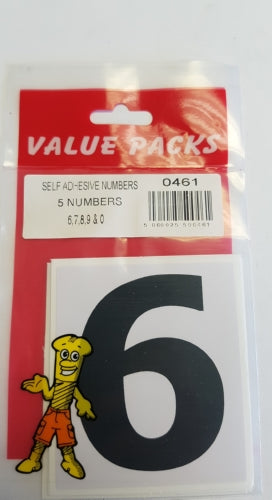 VALUE PACKS
SELF ADHESIVE NUMBERS
5 NUMBERS
6,7,8,9 & 0
0461
6